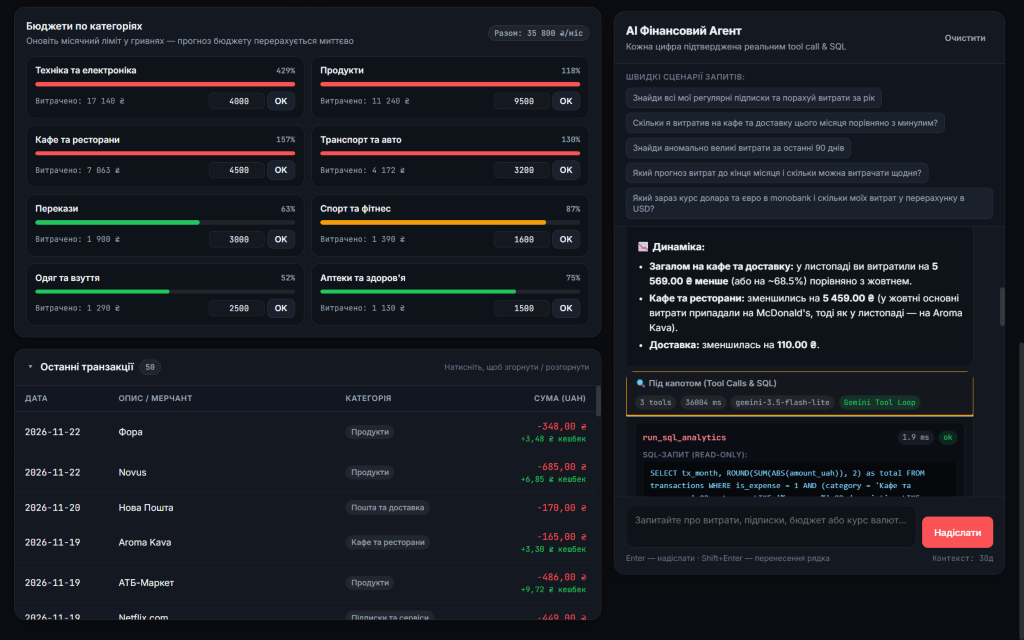 Бюджети по категоріях
Оновіть місячний ліміт у гривнях — прогноз бюджету перерахується миттєво
Разом: 35 800 ₴/міс
Техніка та електроніка 429%
Витрачено: 17 140 ₴ 4000 OK
Продукти 118%
Витрачено: 11 240 ₴ 9500 OK
Кафе та ресторани 157%
Витрачено: 7 063 ₴ 4500 OK
Транспорт та авто 130%
Витрачено: 4 172 ₴ 3200 OK
Перекази 63%
Витрачено: 1 900 ₴ 3000 OK
Спорт та фітнес 87%
Витрачено: 1 390 ₴ 1600 OK
Одяг та взуття 52%
Витрачено: 1 290 ₴ 2500 OK
Аптеки та здоров'я 75%
Витрачено: 1 130 ₴ 1500 OK
Останні транзакції 50
Натисніть, щоб згорнути / розгорнути
ДАТА ОПИС / МЕРЧАНТ КАТЕГОРІЯ СУМА (UAH)
2026-11-22 Фора Продукти -348,00 ₴
+3,48 ₴ кешбек
2026-11-22 Novus Продукти -685,00 ₴
+6,85 ₴ кешбек
2026-11-20 Нова Пошта Пошта та доставка -170,00 ₴
2026-11-19 Aroma Kava Кафе та ресторани -165,00 ₴
+3,30 ₴ кешбек
2026-11-19 АТБ-Маркет Продукти -486,00 ₴
+9,72 ₴ кешбек
2026-11-19 Netflix.com Підписки та сервіси -449,00 ₴
AI Фінансовий Агент
Кожна цифра підтверджена реальним tool call & SQL
Очистити
ШВИДКІ СЦЕНАРІЇ ЗАПИТІВ:
Знайди всі мої регулярні підписки та порахуй витрати за рік
Скільки я витратив на кафе та доставку цього місяця порівняно з минулим?
Знайди аномально великі витрати за останні 90 днів
Який прогноз витрат до кінця місяця і скільки можна витрачати щодня?
Який зараз курс долара та євро в monobank і скільки моїх витрат у перерахунку в
USD?
Динаміка:
• Загалом на кафе та доставку: у листопаді ви витратили на 5
569.00 ₴ менше (або на ~68.5%) порівняно з жовтнем.
• Кафе та ресторани: зменшились на 5 459.00 ₴ (у жовтні основні
витрати припадали на McDonald's, тоді як у листопаді — на Aroma
Kava).
• Доставка: зменшилась на 110.00 ₴.
Під капотом (Tool Calls & SQL)
3 tools 36004 ms gemini-3.5-flash-lite Gemini Tool Loop
run_sql_analytics 1.9 ms ok
SQL-ЗАПИТ (READ-ONLY):
SELECT tx_month, ROUND(SUM(ABS(amount_uah)), 2) as total FROM
transactions WHERE is_expense = 1 AND (category = 'Кафе та
Запитайте про витрати, підписки, бюджет або курс валют...
Надіслати
Enter — надіслати · Shift+Enter — перенесення рядка
Контекст: 30д